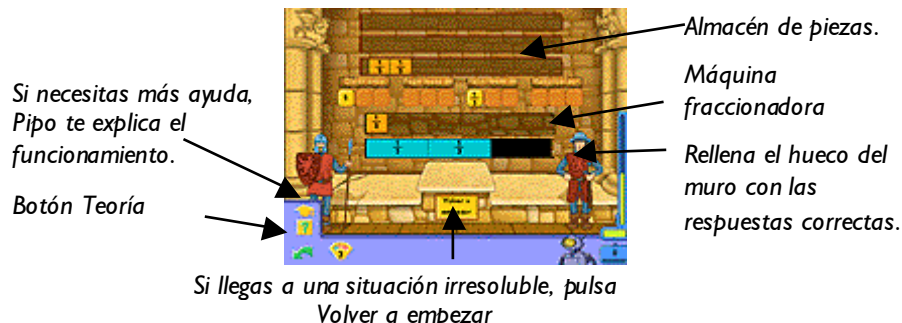 Almacén de piezas.
Máquina
fraccionadora
Si necesitas más ayuda,
Pipo te explica el
funcionamiento.
Rellena el hueco del
muro con las
respuestas correctas.
Botón Teoría
Volver a
?
Si llegas a una situación irresoluble, pulsa
Volver a empezar